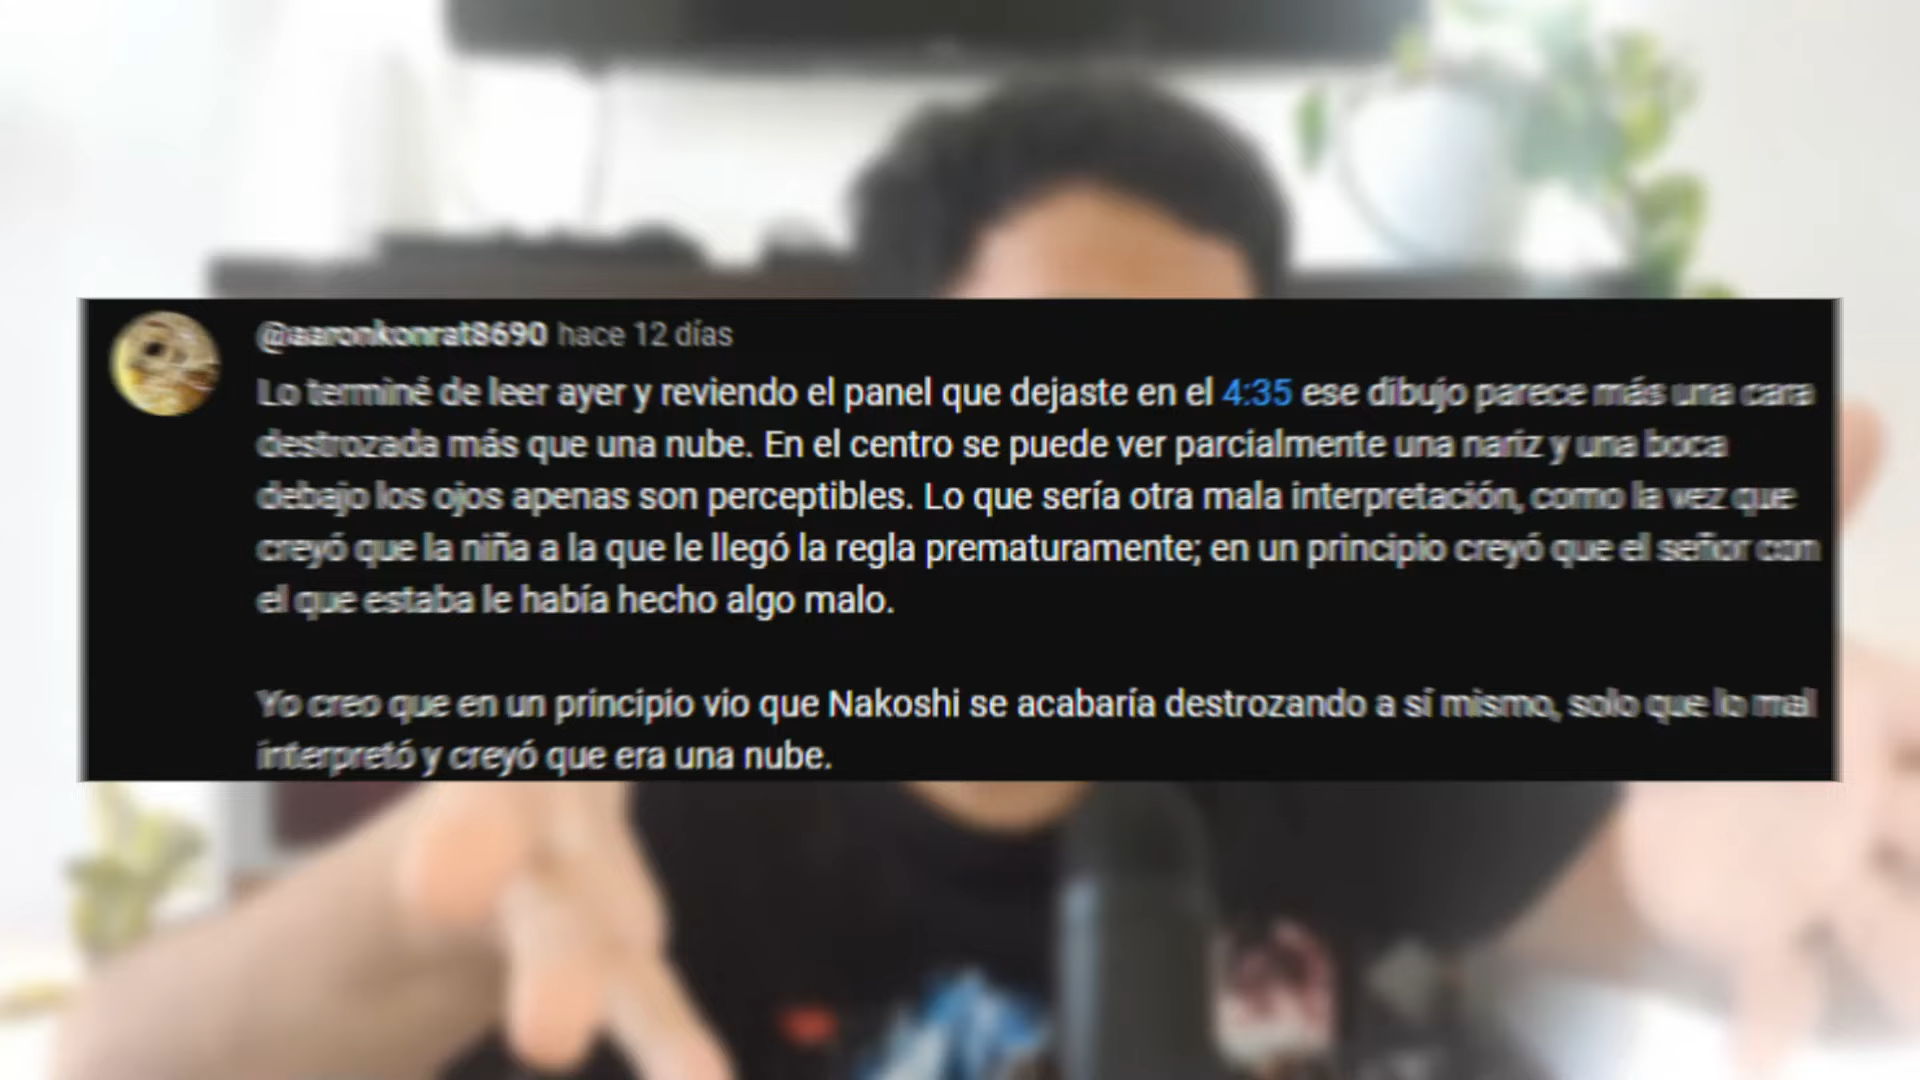 @aaronkonrat8690 hace 12 días
Lo terminé de leer ayer y reviendo el panel que dejaste en el 4:35 ese dibujo parece más una cara
destrozada más que una nube. En el centro se puede ver parcialmente una nariz y una boca
debajo los ojos apenas son perceptibles. Lo que sería otra mala interpretación, como la vez que
creyó que la niña a la que le llegó la regla prematuramente; en un principio creyó que el señor con
el que estaba le había hecho algo malo.
Yo creo que en un principio vio que Nakoshi se acabaría destrozando a sí mismo, solo que lo mal
interpretó y creyó que era una nube.